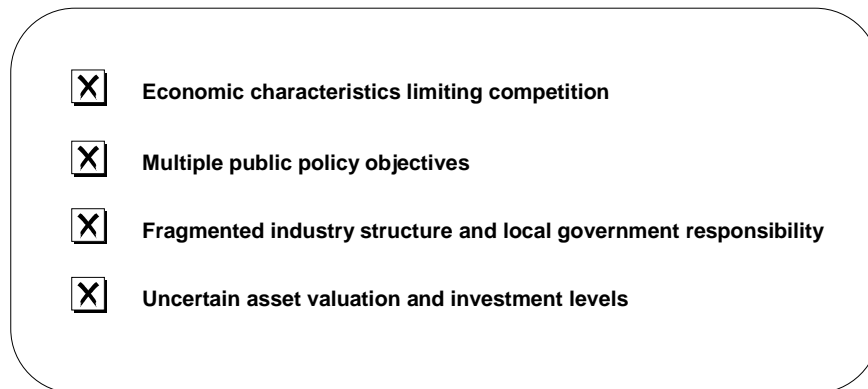 Economic characteristics limiting competition
Multiple public policy objectives
Fragmented industry structure and local government responsibility
Uncertain asset valuation and investment levels